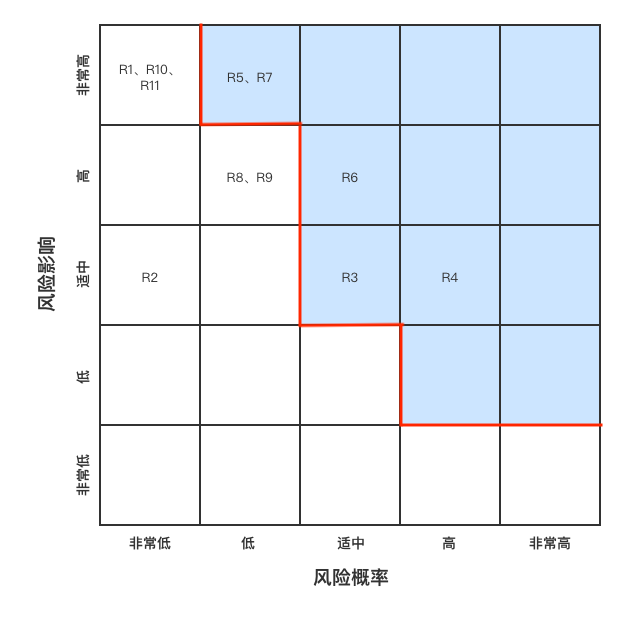 非常高
R1、R10、
R11
R5、R7
高
R8、R9
R6
风险影响
适中
R2
R3
R4
低
非常低
非常低
低
适中
高
非常高
风险概率